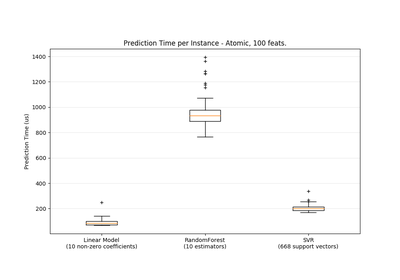 Prediction Time per Instance - Atomic, 100 feats.
1400
1200
1000
800
600
400
200
Prediction Time (us)
Linear Model
(10 non-zero coefficients)
RandomForest
(10 estimators)
SVR
(668 support vectors)